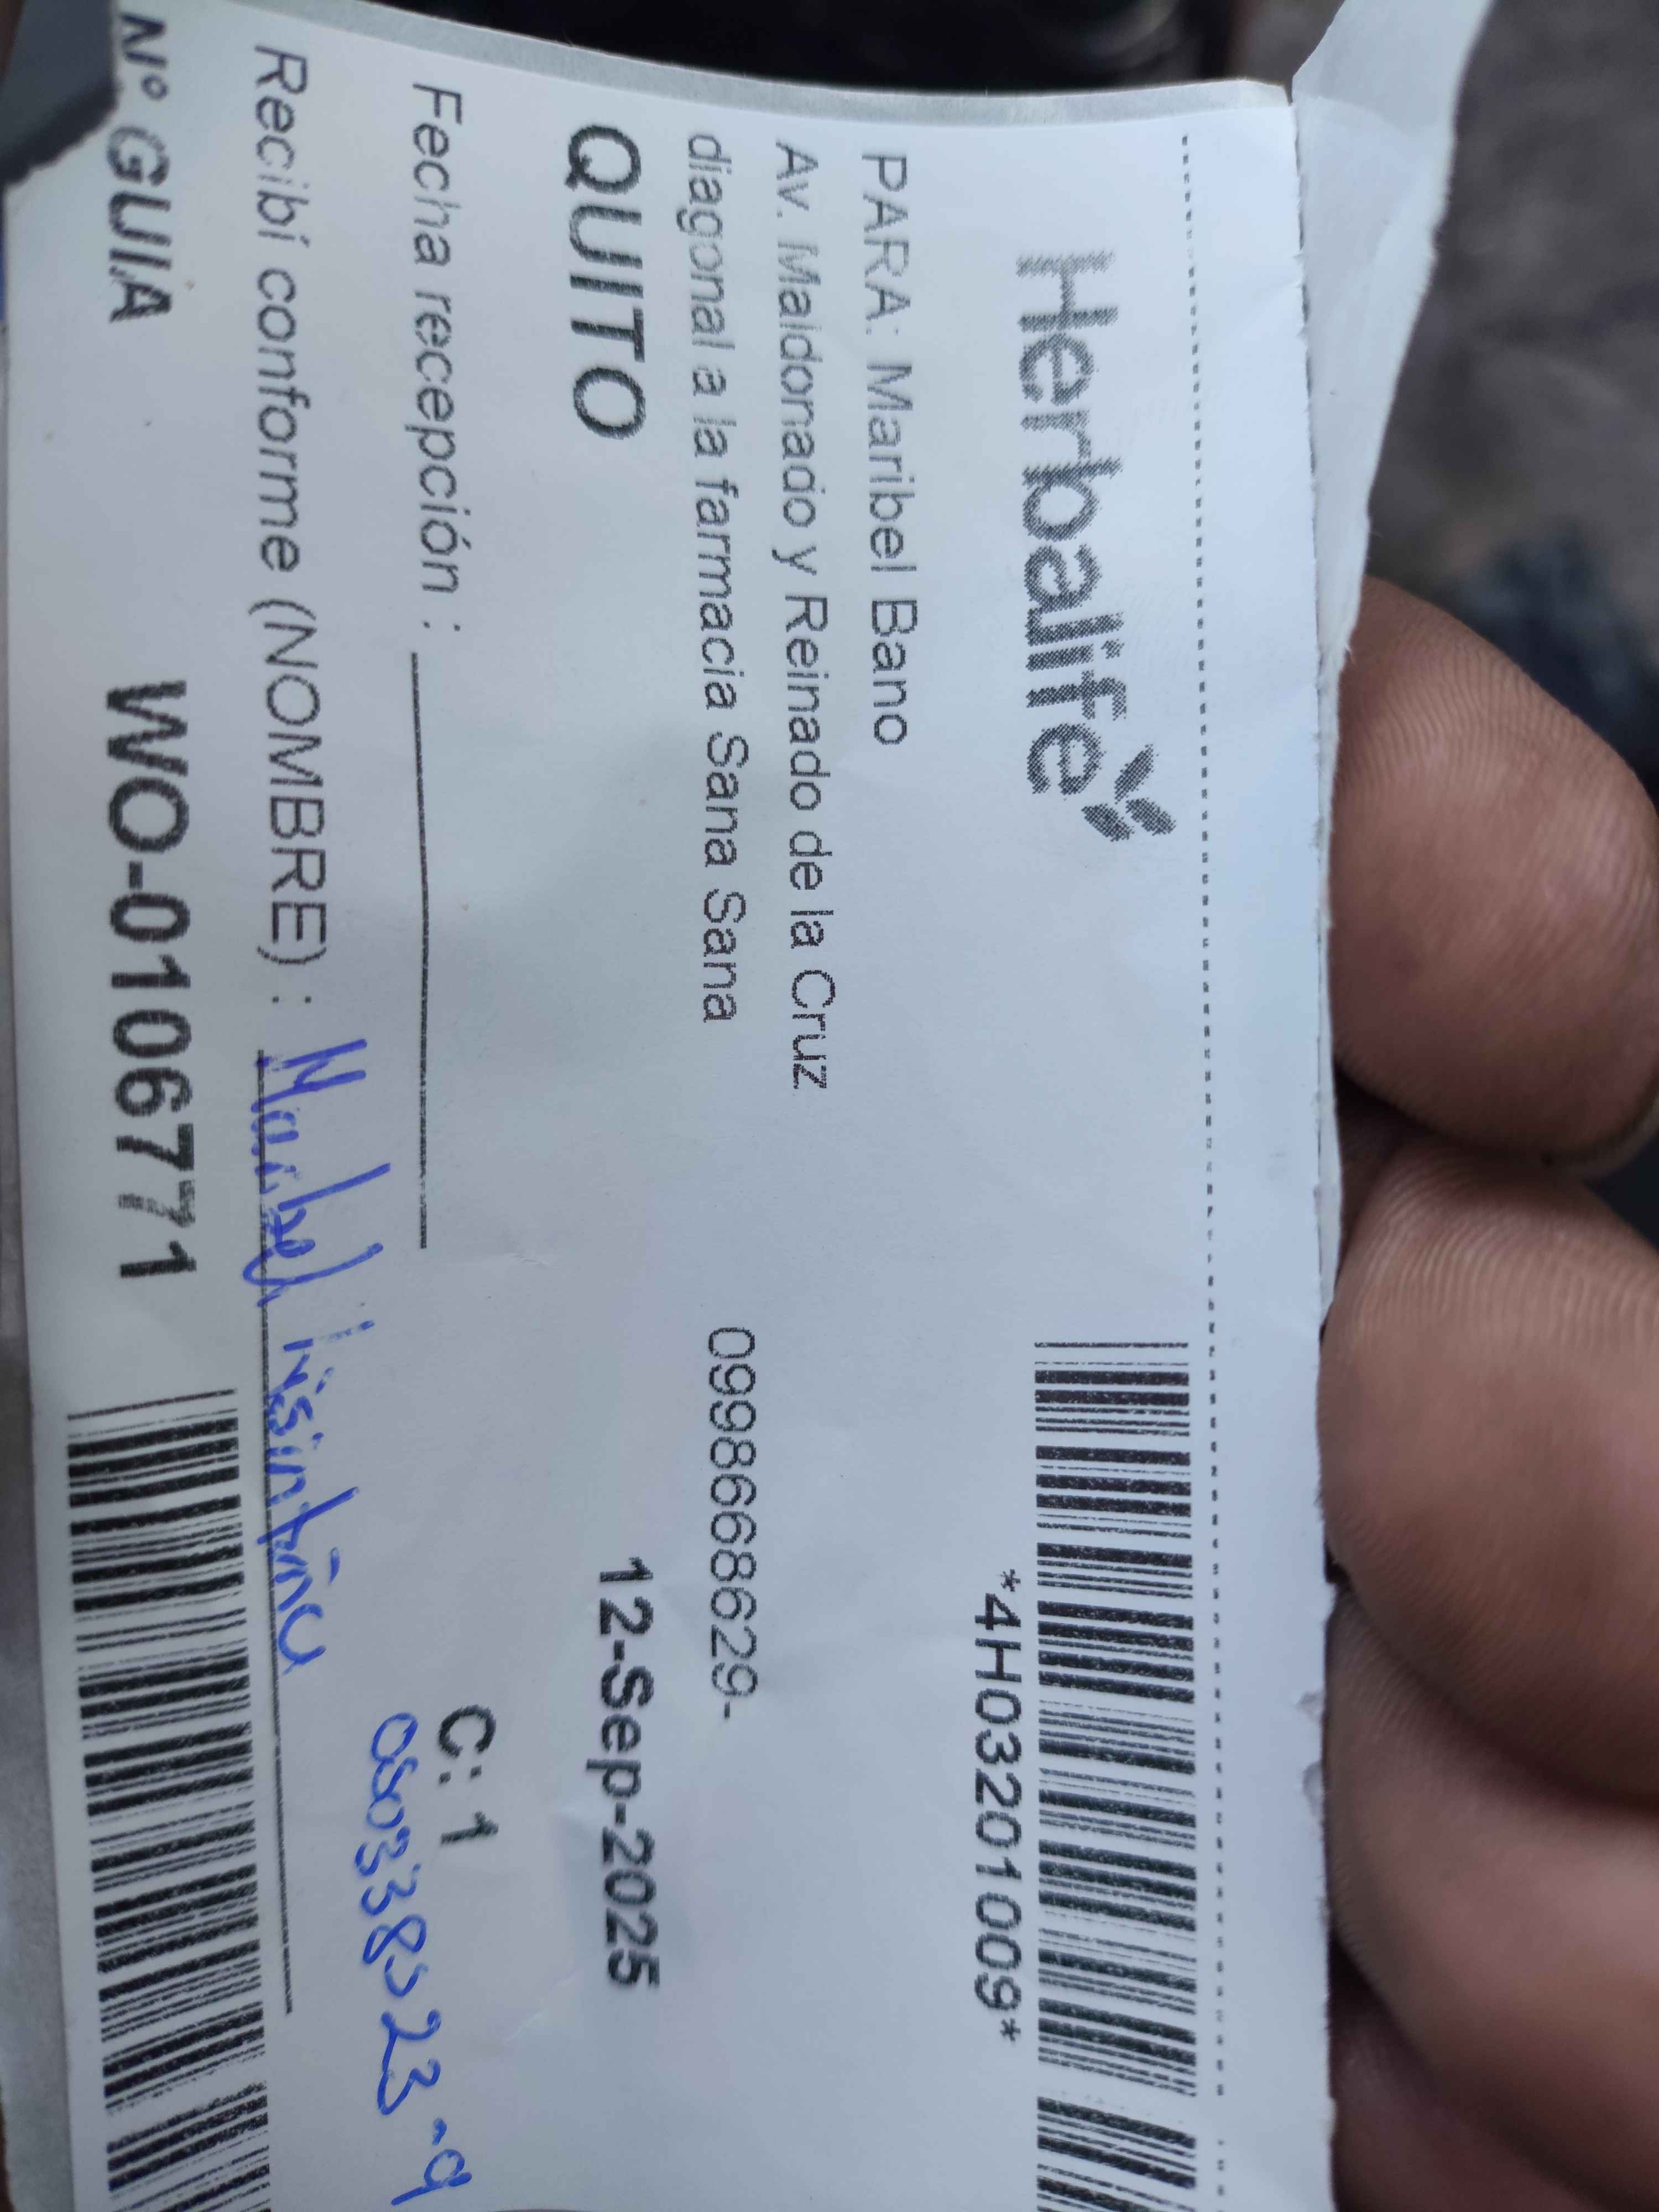 Herbalife
*4H03201009*
PARA: Maribel Bano
Av. Maldonado y Reinado de la Cruz
diagonal a la farmacia Sana Sana 0998668629-
QUITO 12-Sep-2025
Fecha recepción :
C: 1
Recibí conforme (NOMBRE) : Maribel
N° GUIA WO-0106771